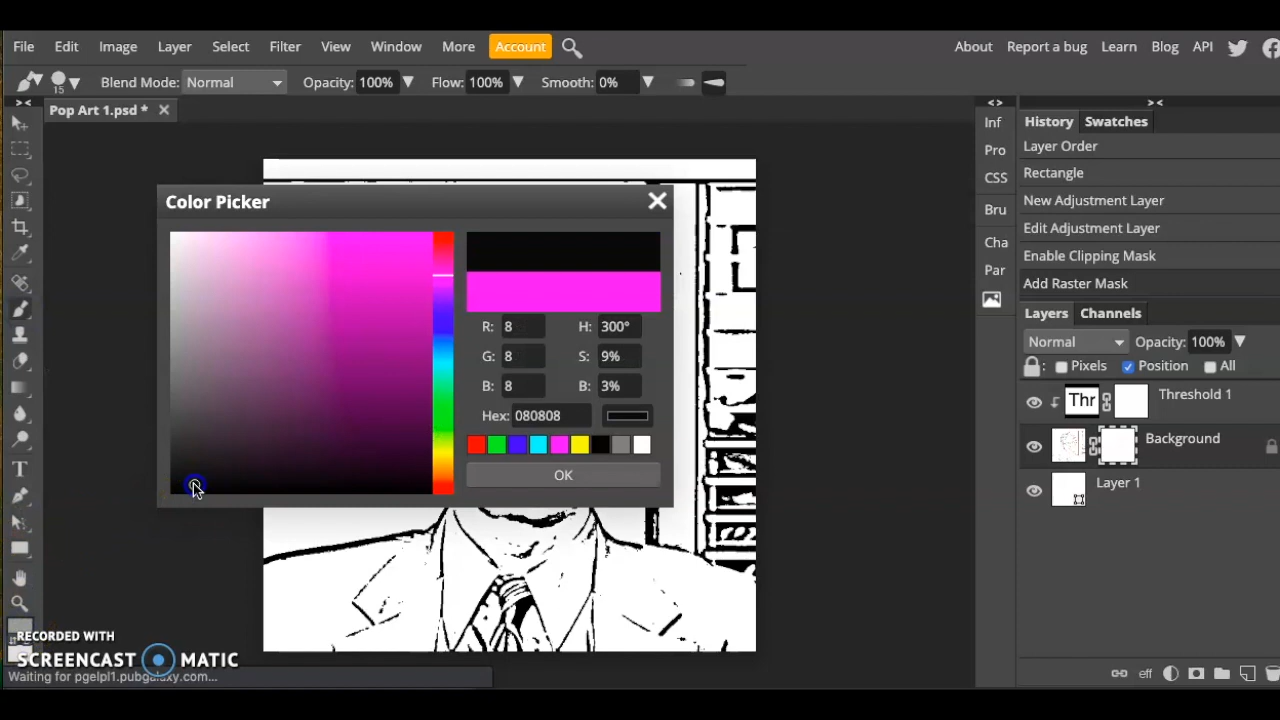 File Edit Image Layer Select Filter View Window More Account About Report a bug Learn Blog API
15 Blend Mode: Normal Opacity: 100% Flow: 100% Smooth: 0%
Pop Art 1.psd *
Color Picker
R: 8 H: 300°
G: 8 S: 9%
B: 8 B: 3%
Hex: 080808
OK
Inf
Pro
CSS
Bru
Cha
Par
History Swatches
Layer Order
Rectangle
New Adjustment Layer
Edit Adjustment Layer
Enable Clipping Mask
Add Raster Mask
Layers Channels
Normal Opacity: 100%
Pixels Position All
Thr Threshold 1
Background
Layer 1
eff
RECORDED WITH
SCREENCAST MATIC
Waiting for pgelpl1.pubgalaxy.com...